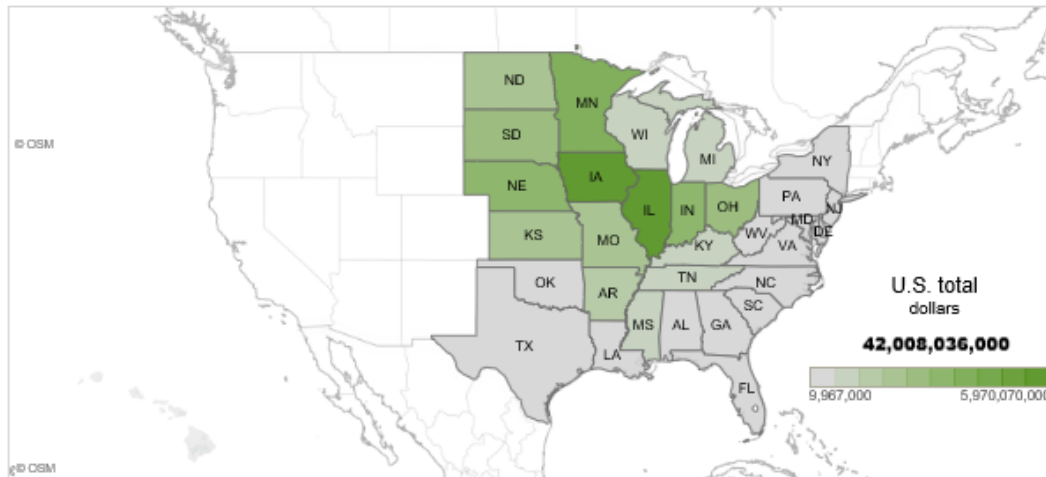 ND
MN
© OSM
WI
SD
MI
NY
IA
NE
PA
IL
IN
OH
NJ
MD
DE
WV
KS
MO
KY
VA
TN
NC
OK
AR
U.S. total
SC
dollars
MS
AL
GA
TX
LA
42,008,036,000
FL
9,967,000
5,970,070,000
© OSM